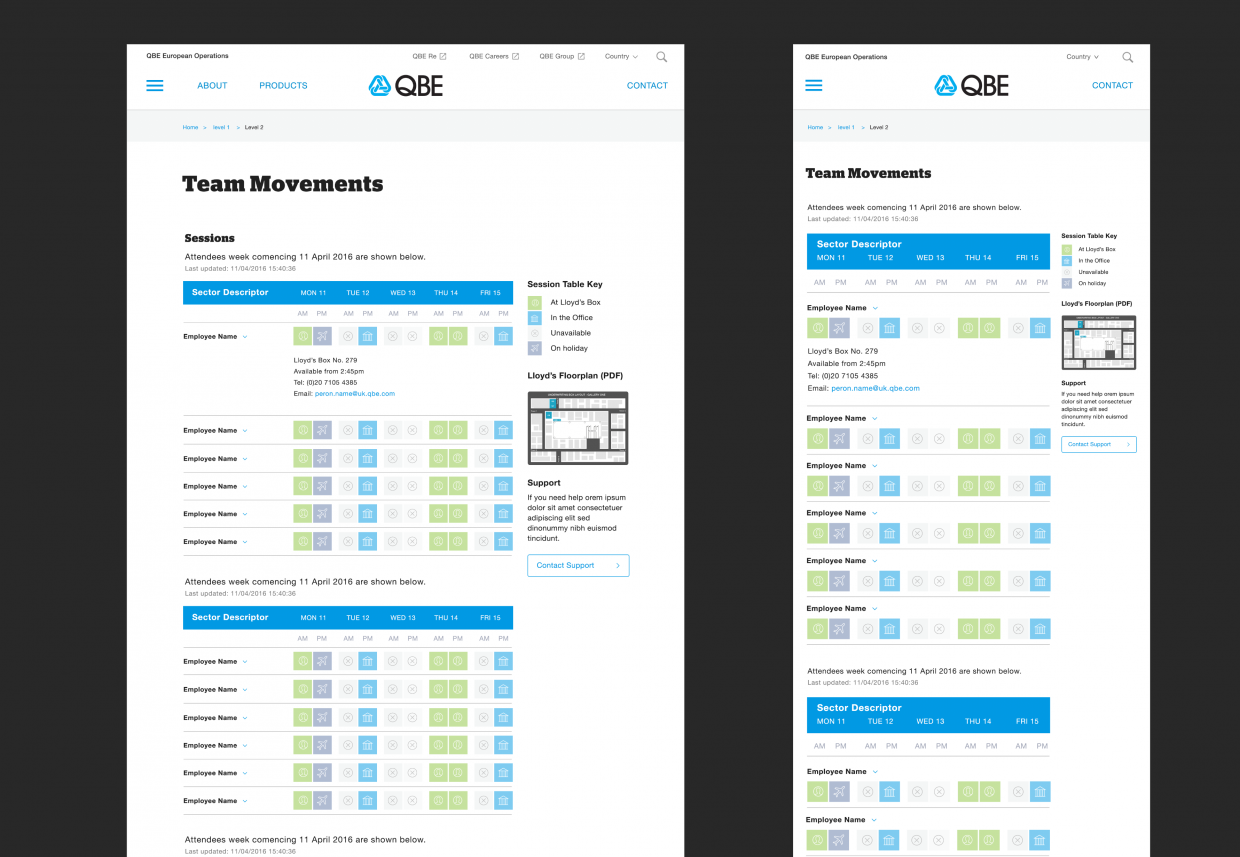 QBE European Operations
QBE Re
QBE Careers
QBE Group
Country
ABOUT
PRODUCTS
QBE
CONTACT
Home > level 1 > Level 2
Team Movements
Sessions
Attendees week comencing 11 April 2016 are shown below.
Last updated: 11/04/2016 15:40:36
Sector Descriptor MON 11 TUE 12 WED 13 THU 14 FRI 15
AM PM AM PM AM PM AM PM AM PM
Employee Name
Lloyd's Box No. 279
Available from 2:45pm
Tel: (0)20 7105 4385
Email: peron.name@uk.qbe.com
Employee Name
Employee Name
Employee Name
Employee Name
Employee Name
Attendees week comencing 11 April 2016 are shown below.
Last updated: 11/04/2016 15:40:36
Sector Descriptor MON 11 TUE 12 WED 13 THU 14 FRI 15
AM PM AM PM AM PM AM PM AM PM
Employee Name
Employee Name
Employee Name
Employee Name
Employee Name
Employee Name
Attendees week comencing 11 April 2016 are shown below.
Last updated: 11/04/2016 15:40:36
Session Table Key
At Lloyd's Box
In the Office
Unavailable
On holiday
Lloyd's Floorplan (PDF)
Support
If you need help orem ipsum
dolor sit amet consectetuer
adipiscing elit sed
dinonummy nibh euismod
tincidunt.
Contact Support
QBE European Operations
Country
QBE
CONTACT
Home > level 1 > Level 2
Team Movements
Attendees week comencing 11 April 2016 are shown below.
Last updated: 11/04/2016 15:40:36
Sector Descriptor
MON 11 TUE 12 WED 13 THU 14 FRI 15
AM PM AM PM AM PM AM PM AM PM
Employee Name
Lloyd's Box No. 279
Available from 2:45pm
Tel: (0)20 7105 4385
Email: peron.name@uk.qbe.com
Employee Name
Employee Name
Employee Name
Employee Name
Employee Name
Attendees week comencing 11 April 2016 are shown below.
Last updated: 11/04/2016 15:40:36
Sector Descriptor
MON 11 TUE 12 WED 13 THU 14 FRI 15
AM PM AM PM AM PM AM PM AM PM
Employee Name
Employee Name
Session Table Key
At Lloyd's Box
In the Office
Unavailable
On holiday
Lloyd's Floorplan (PDF)
Support
If you need help orem ipsum
dolor sit amet consectetuer
adipiscing elit sed
dinonummy nibh euismod
tincidunt.
Contact Support